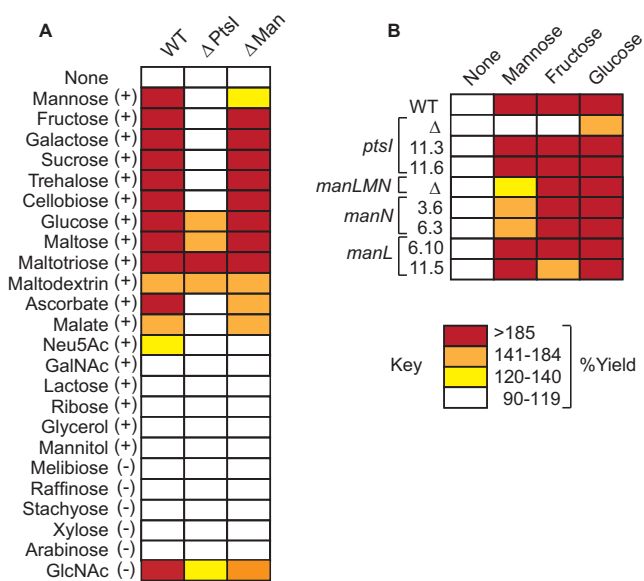 A
WT ΔPtsI ΔMan
None
Mannose (+)
Fructose (+)
Galactose (+)
Sucrose (+)
Trehalose (+)
Cellobiose (+)
Glucose (+)
Maltose (+)
Maltotriose (+)
Maltodextrin (+)
Ascorbate (+)
Malate (+)
Neu5Ac (+)
GalNAc (+)
Lactose (+)
Ribose (+)
Glycerol (+)
Mannitol (+)
Melibiose (-)
Raffinose (-)
Stachyose (-)
Xylose (-)
Arabinose (-)
GlcNAc (-)
B
None Mannose Fructose Glucose
WT
ptsI
Δ
11.3
11.6
manLMN Δ
manN
3.6
6.3
manL
6.10
11.5
Key
>185
141-184
120-140
90-119
%Yield